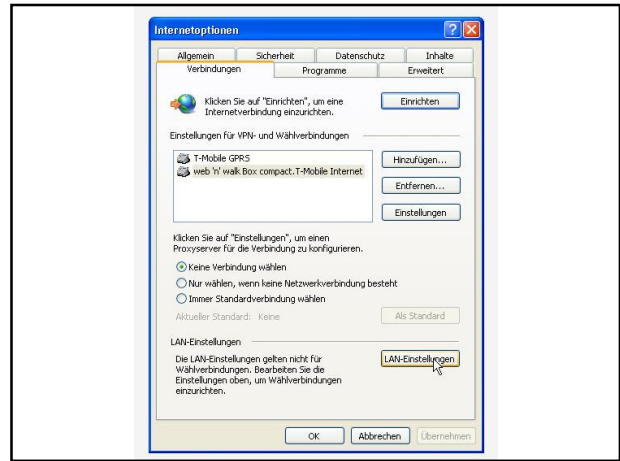 Internetoptionen
Allgemein Sicherheit Datenschutz Inhalte
Verbindungen Programme Erweitert
Klicken Sie auf "Einrichten", um eine
Internetverbindung einzurichten.
Einrichten
Einstellungen für VPN- und Wählverbindungen
T-Mobile GPRS
web 'n' walk Box compact.T-Mobile Internet
Hinzufügen...
Entfernen...
Einstellungen
Klicken Sie auf "Einstellungen", um einen
Proxyserver für die Verbindung zu konfigurieren.
Keine Verbindung wählen
Nur wählen, wenn keine Netzwerkverbindung besteht
Immer Standardverbindung wählen
Aktueller Standard: Keine
Als Standard
LAN-Einstellungen
Die LAN-Einstellungen gelten nicht für
Wählverbindungen. Bearbeiten Sie die
Einstellungen oben, um Wählverbindungen
einzurichten.
LAN-Einstellungen
OK Abbrechen Übernehmen